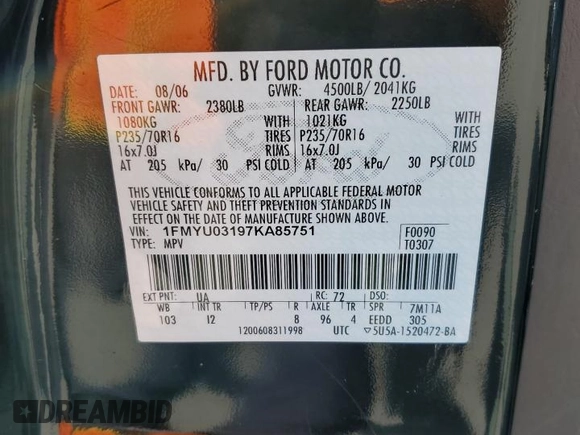 MFD. BY FORD MOTOR CO.
DATE: 08/06 GVWR: 4500LB/ 2041KG
FRONT GAWR: 2380LB REAR GAWR: 2250LB
1080KG WITH 1021KG WITH
P235/70R16 TIRES P235/70R16 TIRES
16x7.0J RIMS 16x7.0J RIMS
AT 205 kPa/ 30 PSI COLD AT 205 kPa/ 30 PSI COLD
THIS VEHICLE CONFORMS TO ALL APPLICABLE FEDERAL MOTOR
VEHICLE SAFETY AND THEFT PREVENTION STANDARDS IN
EFFECT ON THE DATE OF MANUFACTURE SHOWN ABOVE.
VIN: 1FMYU03197KA85751 F0090
TYPE: MPV T0307
EXT PNT: UA RC: 72 DSO:
WB INT TR TP/PS R AXLE TR SPR 7M11A
103 I2 8 96 4 EEDD 305
1200608311998 UTC ▽5U5A-1520472-BA
DREAMBID